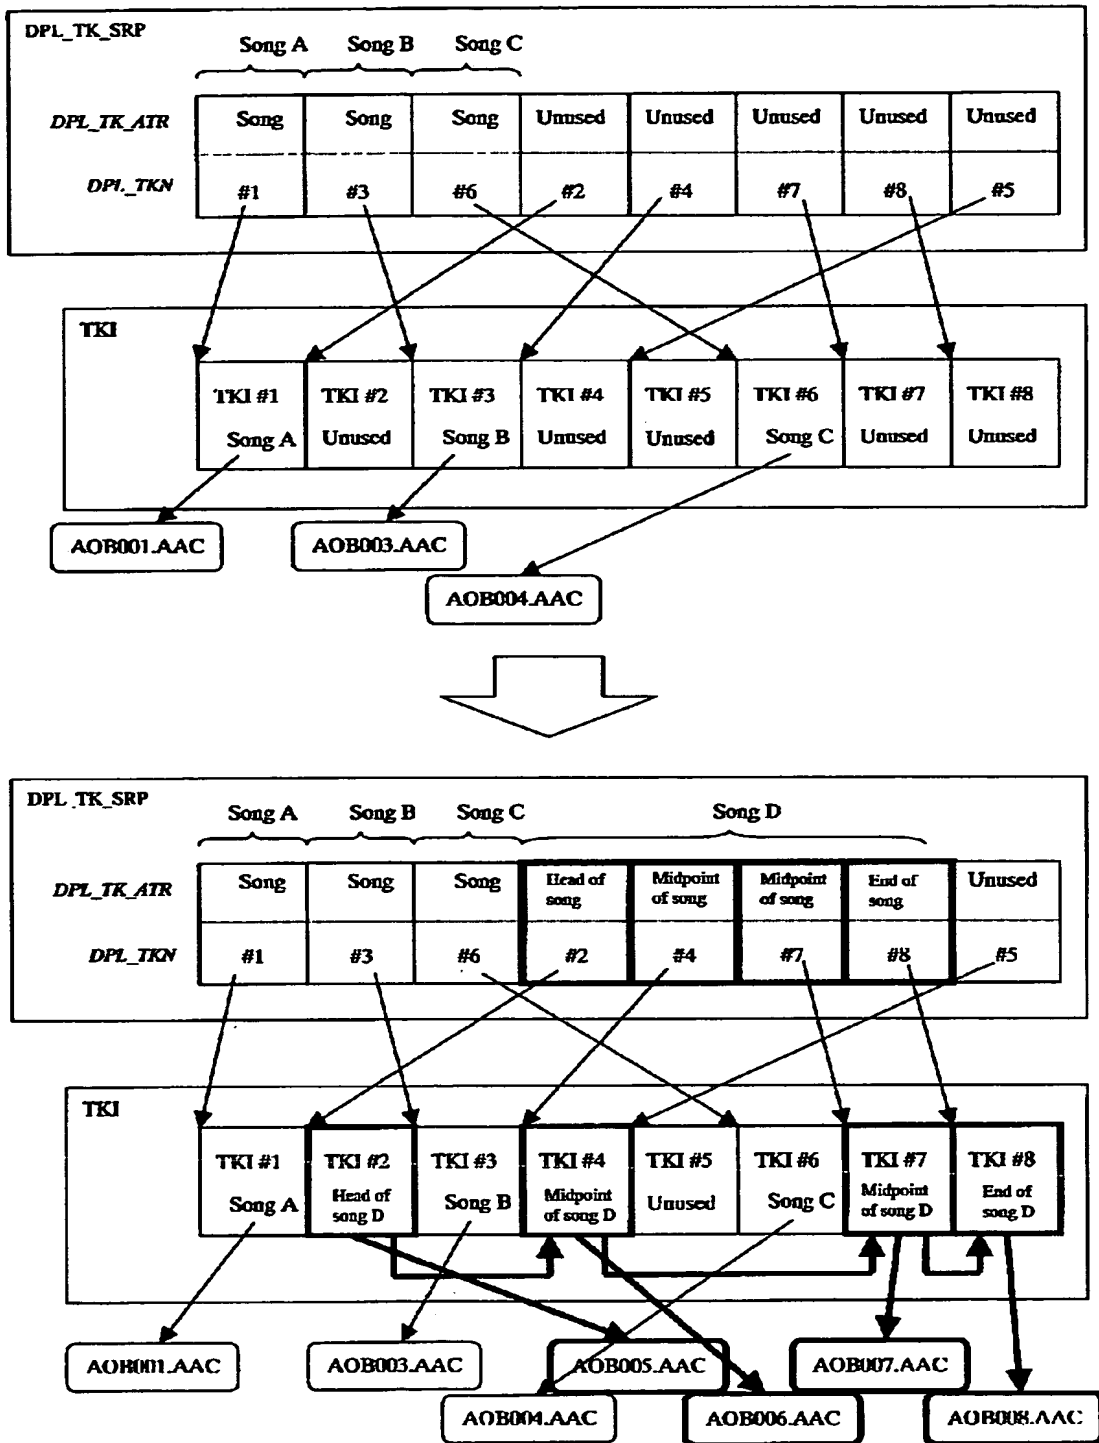 DPL_TK_SRP
Song A Song B Song C
DPL_TK_ATR Song Song Song Unused Unused Unused Unused Unused
DPL_TKN #1 #3 #6 #2 #4 #7 #8 #5
TKI
TKI #1 TKI #2 TKI #3 TKI #4 TKI #5 TKI #6 TKI #7 TKI #8
Song A Unused Song B Unused Unused Song C Unused Unused
AOB001.AAC AOB003.AAC
AOB004.AAC
DPL_TK_SRP
Song A Song B Song C Song D
DPL_TK_ATR Song Song Song Head of Midpoint Midpoint End of Unused
song of song of song song
DPL_TKN #1 #3 #6 #2 #4 #7 #8 #5
TKI
TKI #1 TKI #2 TKI #3 TKI #4 TKI #5 TKI #6 TKI #7 TKI #8
Song A Head of Song B Midpoint Unused Song C Midpoint End of
song D of song D of song D song D
AOB001.AAC AOB003.AAC AOB005.AAC AOB007.AAC
AOB004.AAC AOB006.AAC AOB008.AAC